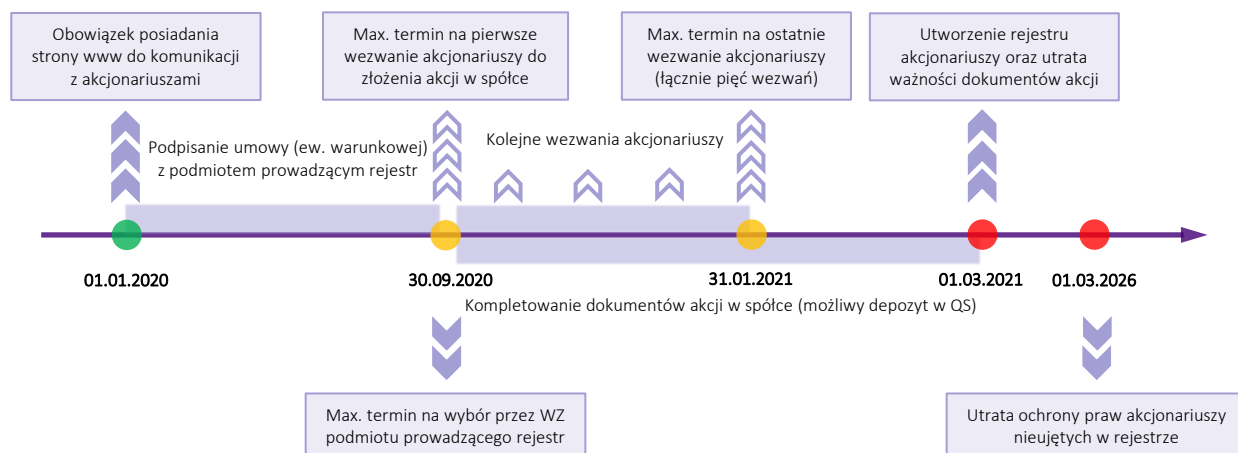 Obowiązek posiadania
strony www do komunikacji
z akcjonariuszami
Max. termin na pierwsze
wezwanie akcjonariuszy do
złożenia akcji w spółce
Max. termin na ostatnie
wezwanie akcjonariuszy
(łącznie pięć wezwań)
Utworzenie rejestru
akcjonariuszy oraz utrata
ważności dokumentów akcji
Podpisanie umowy (ew. warunkowej)
z podmiotem prowadzącym rejestr
Kolejne wezwania akcjonariuszy
01.01.2020
30.09.2020
31.01.2021
01.03.2021
01.03.2026
Kompletowanie dokumentów akcji w spółce (możliwy depozyt w QS)
Max. termin na wybór przez WZ
podmiotu prowadzącego rejestr
Utrata ochrony praw akcjonariuszy
nieujętych w rejestrze